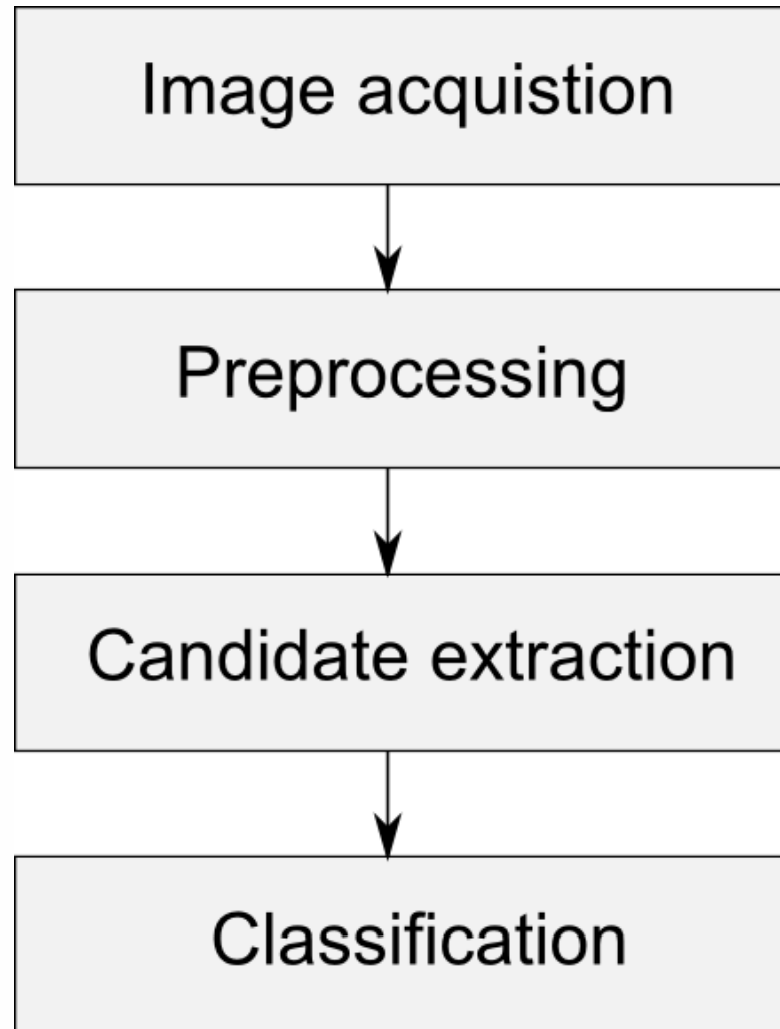 Image acquistion
Preprocessing
Candidate extraction
Classification